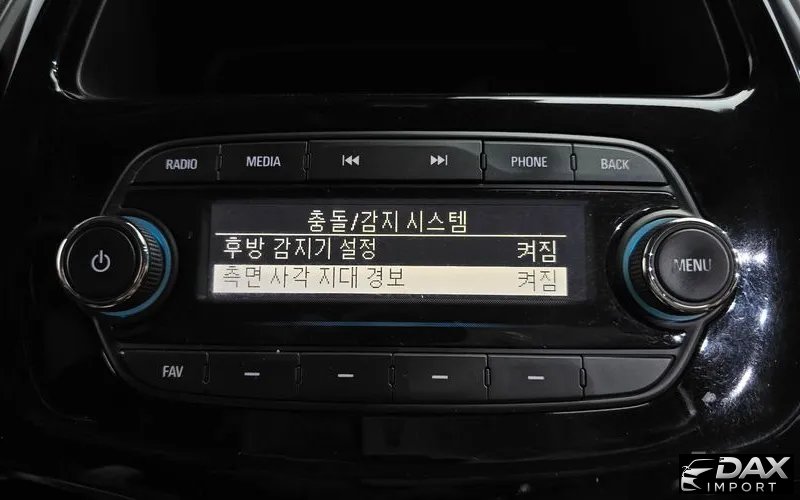 RADIO MEDIA PHONE BACK
충돌/감지 시스템
후방 감지기 설정 켜짐
측면 사각 지대 경보 켜짐
MENU
FAV
DAX
IMPORT